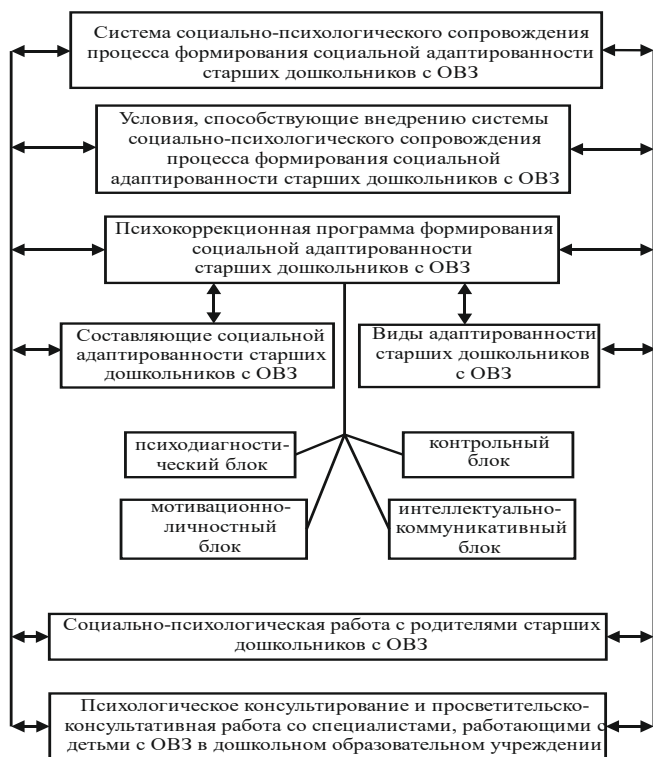 Система социально-психологического сопровождения
процесса формирования социальной адаптированности
старших дошкольников с ОВЗ
Условия, способствующие внедрению системы
социально-психологического сопровождения
процесса формирования социальной
адаптированности старших дошкольников с ОВЗ
Психокоррекционная программа формирования
социальной адаптированности
старших дошкольников с ОВЗ
Составляющие социальной
адаптированности старших
дошкольников с ОВЗ
Виды адаптированности
старших дошкольников
с ОВЗ
психодиагности-
ческий блок
контрольный
блок
мотивационно-
личностный
блок
интеллектуально-
коммуникативный
блок
Социально-психологическая работа с родителями старших
дошкольников с ОВЗ
Психологическое консультирование и просветительско-
консультативная работа со специалистами, работающими с
детьми с ОВЗ в дошкольном образовательном учреждении